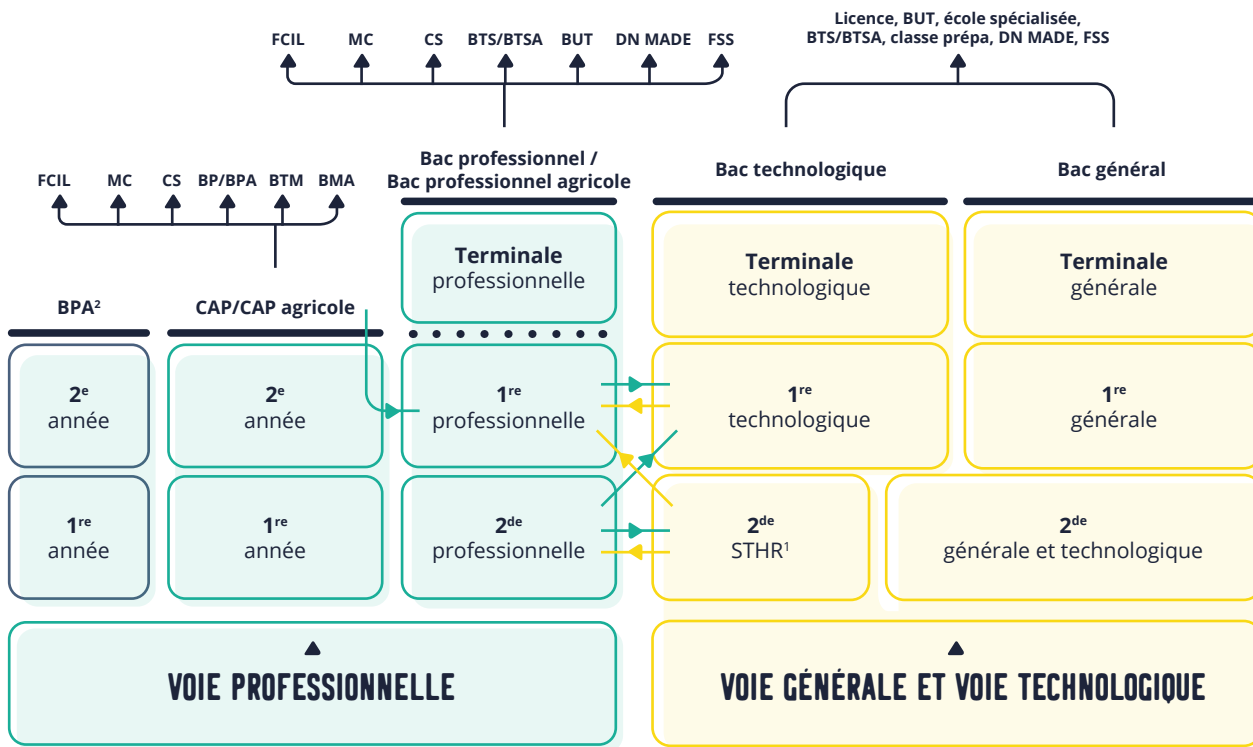 Licence, BUT, école spécialisée,
BTS/BTSA, classe prépa, DN MADE, FSS
FCIL MC CS BTS/BTSA BUT DN MADE FSS
Bac professionnel /
Bac professionnel agricole
Bac technologique
Bac général
FCIL MC CS BP/BPA BTM BMA
Terminale
professionnelle
Terminale
technologique
Terminale
générale
BPA²
CAP/CAP agricole
2e
année
2e
année
1re
professionnelle
1re
technologique
1re
générale
1re
année
1re
année
2de
professionnelle
2de
STHR¹
2de
générale et technologique
VOIE PROFESSIONNELLE
VOIE GÉNÉRALE ET VOIE TECHNOLOGIQUE